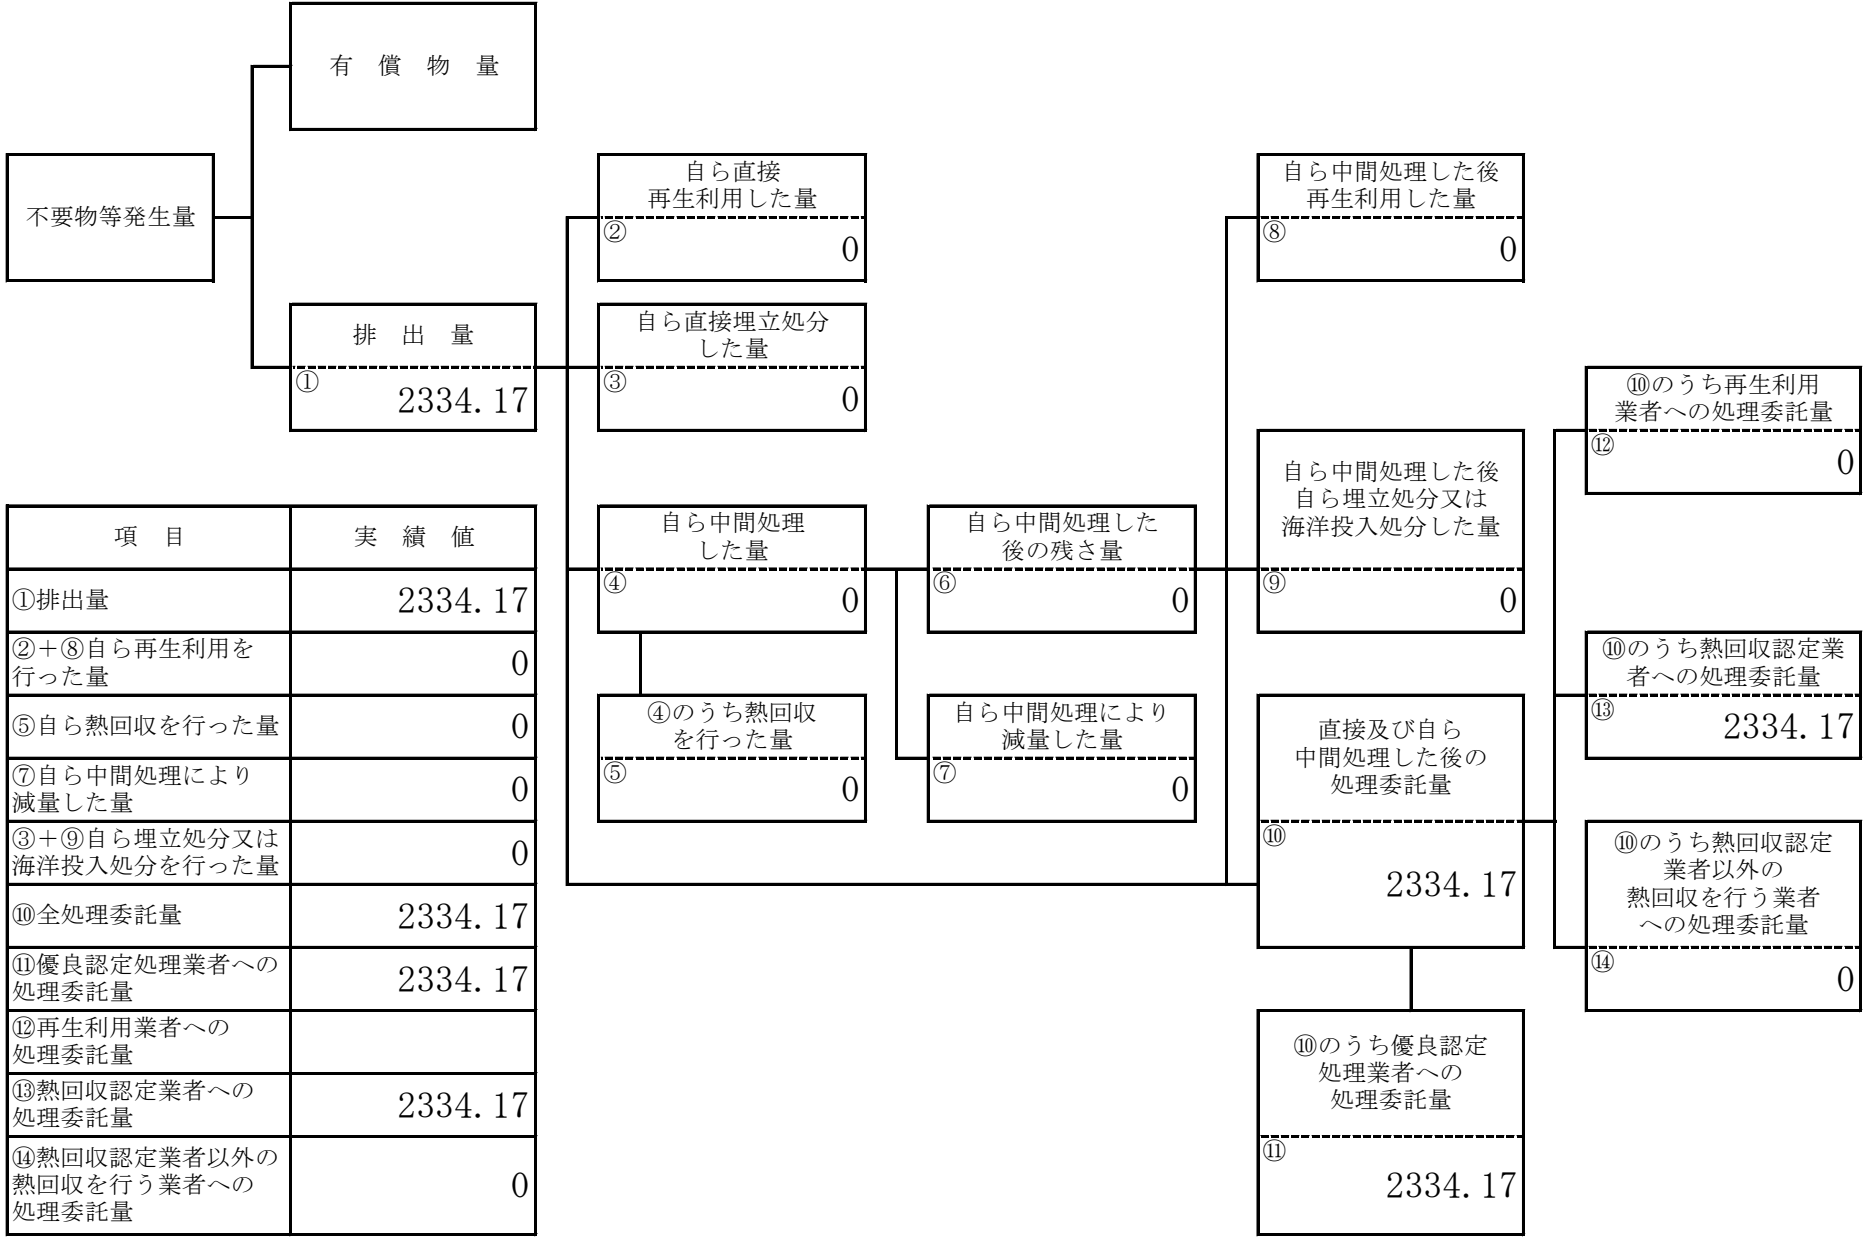 有　償　物　量
不要物等発生量
排　出　量
①
2334.17
自ら直接
再生利用した量
②
0
自ら直接埋立処分
した量
③
0
自ら中間処理
した量
④
0
④のうち熱回収
を行った量
⑤
0
自ら中間処理した
後の残さ量
⑥
0
自ら中間処理により
減量した量
⑦
0
自ら中間処理した後
再生利用した量
⑧
0
自ら中間処理した後
自ら埋立処分又は
海洋投入処分した量
⑨
0
直接及び自ら
中間処理した後の
処理委託量
⑩
2334.17
⑩のうち優良認定
処理業者への
処理委託量
⑪
2334.17
⑩のうち再生利用
業者への処理委託量
⑫
0
⑩のうち熱回収認定業
者への処理委託量
⑬
2334.17
⑩のうち熱回収認定
業者以外の
熱回収を行う業者
への処理委託量
⑭
0
項　目　実　績　値
①排出量 2334.17
②＋⑧自ら再生利用を
行った量
0
⑤自ら熱回収を行った量 0
⑦自ら中間処理により
減量した量
0
③＋⑨自ら埋立処分又は
海洋投入処分を行った量
0
⑩全処理委託量 2334.17
⑪優良認定処理業者への
処理委託量
2334.17
⑫再生利用業者への
処理委託量
⑬熱回収認定業者への
処理委託量
2334.17
⑭熱回収認定業者以外の
熱回収を行う業者への
処理委託量
0